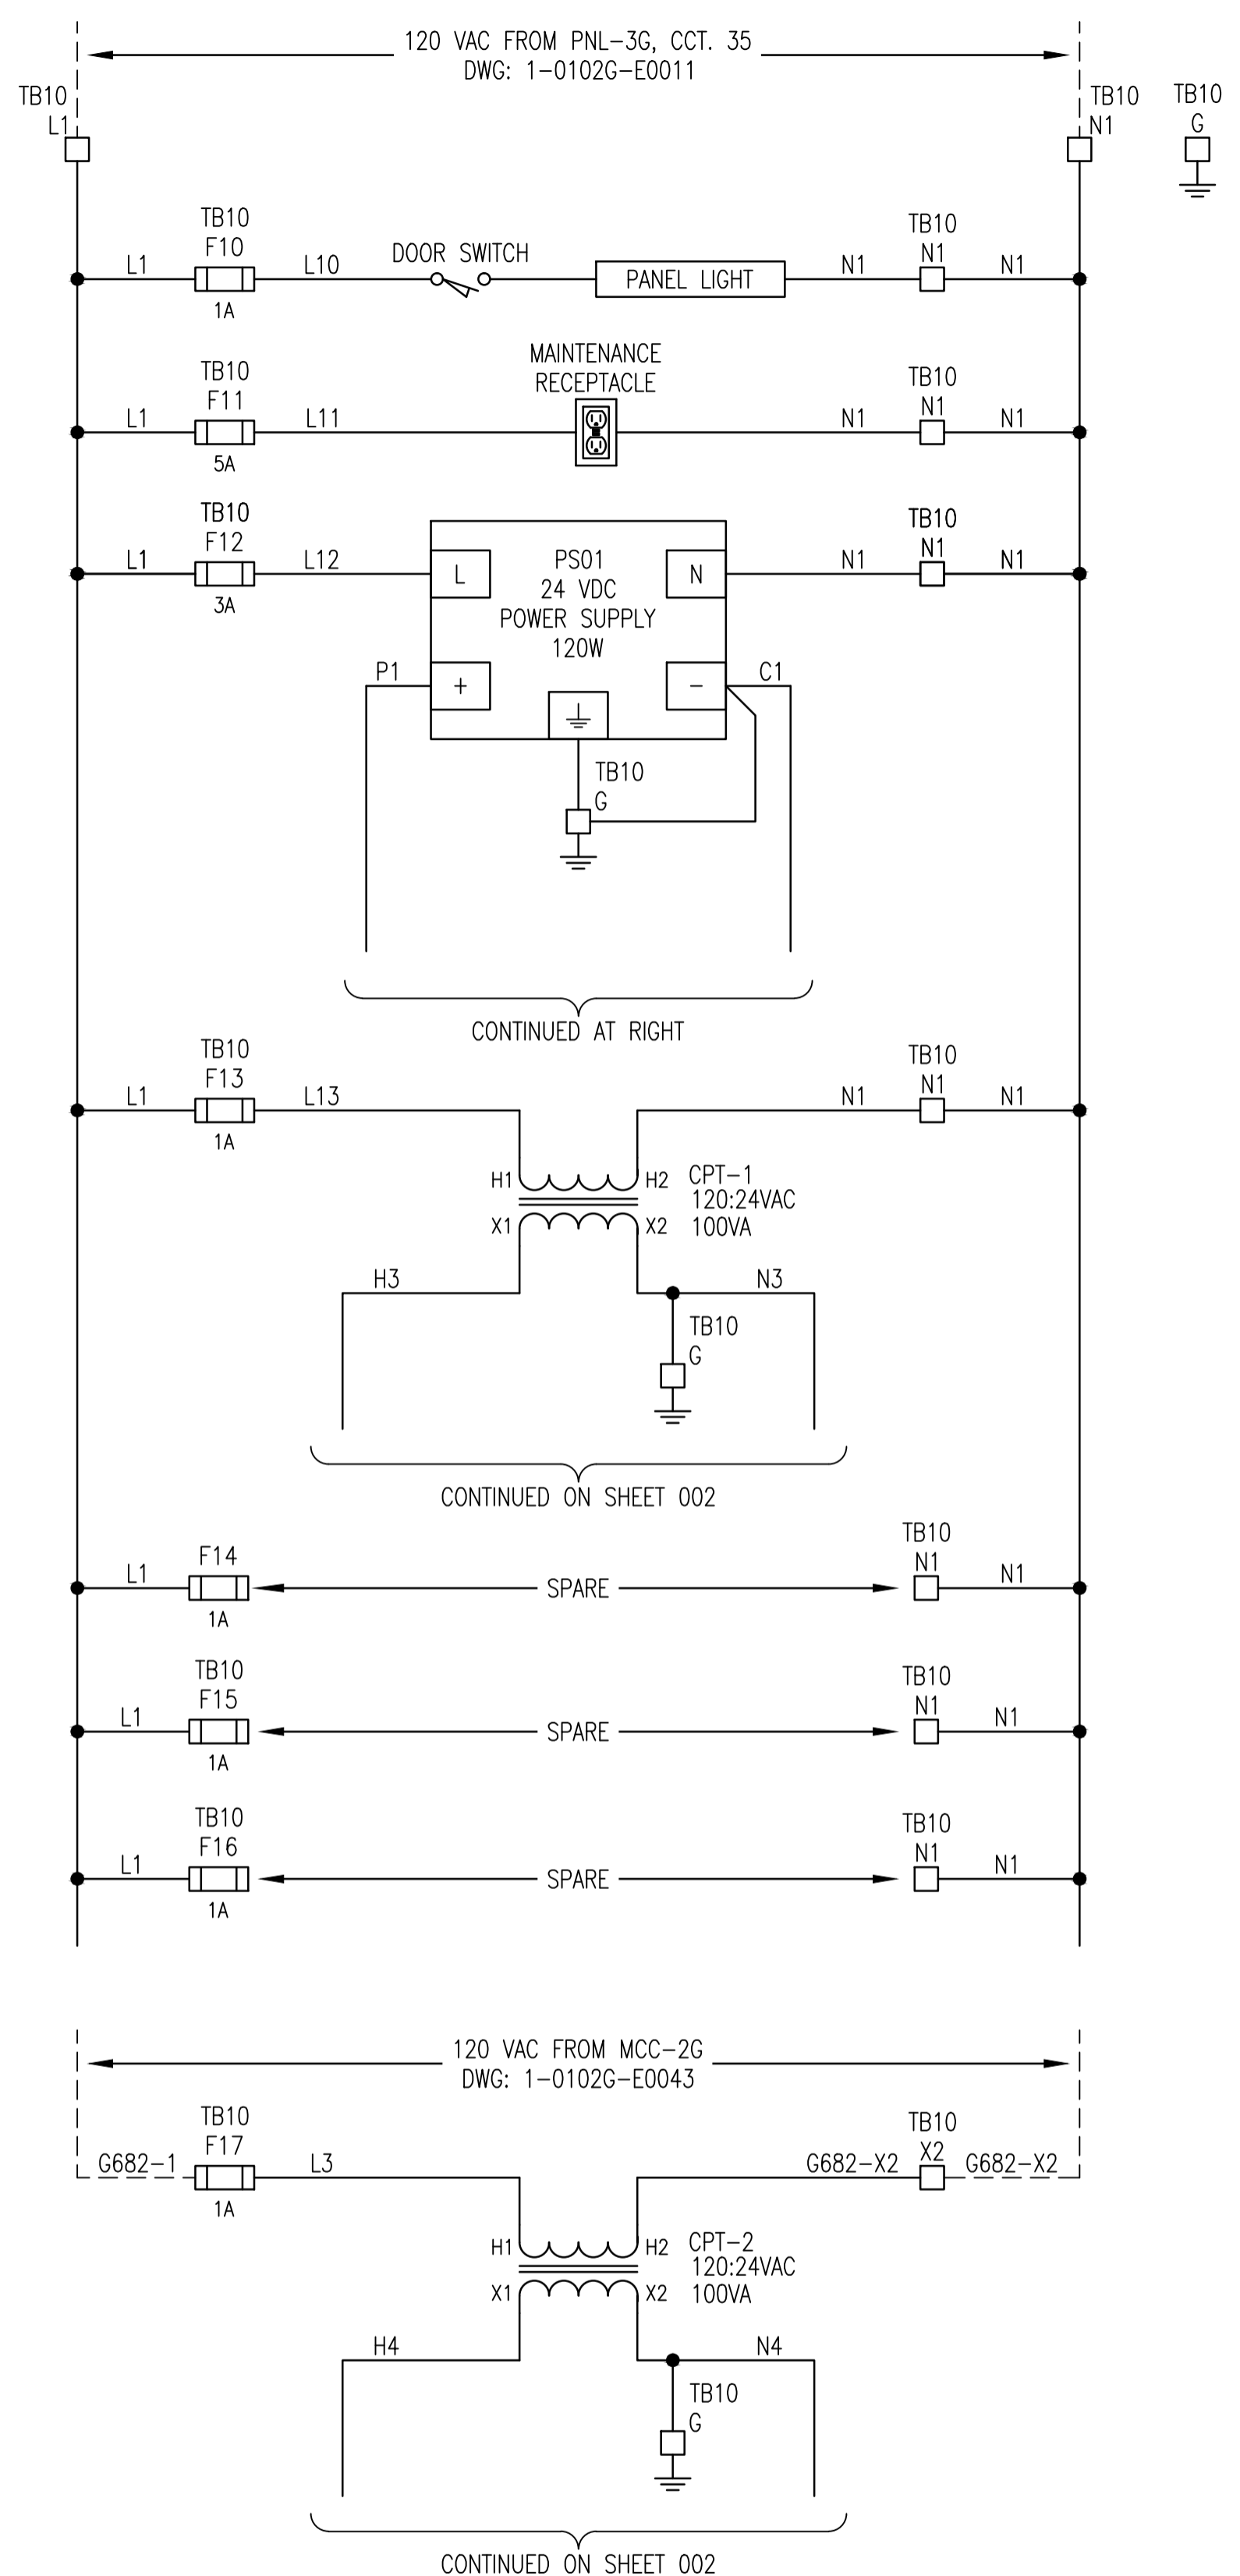 120 VAC FROM PNL-3G, CCT. 35
DWG: 1-0102G-E0011
TB10
L1
TB10
N1
TB10
G
TB10
F10
L1
1A
L10
DOOR SWITCH
PANEL LIGHT
N1
TB10
N1
N1
TB10
F11
L1
5A
L11
MAINTENANCE
RECEPTACLE
N1
TB10
N1
N1
TB10
F12
L1
3A
L12
L
PS01
24 VDC
POWER SUPPLY
120W
N
N1
TB10
N1
N1
P1
+
-
C1
TB10
G
CONTINUED AT RIGHT
TB10
F13
L1
1A
L13
N1
TB10
N1
N1
H1
H2
CPT-1
120:24VAC
X1
X2
100VA
H3
N3
TB10
G
CONTINUED ON SHEET 002
F14
L1
1A
SPARE
TB10
N1
N1
TB10
F15
L1
1A
SPARE
TB10
N1
N1
TB10
F16
L1
1A
SPARE
TB10
N1
N1
120 VAC FROM MCC-2G
DWG: 1-0102G-E0043
TB10
F17
G682-1
1A
L3
G682-X2
TB10
X2
G682-X2
H1
H2
CPT-2
120:24VAC
X1
X2
100VA
H4
N4
TB10
G
CONTINUED ON SHEET 002